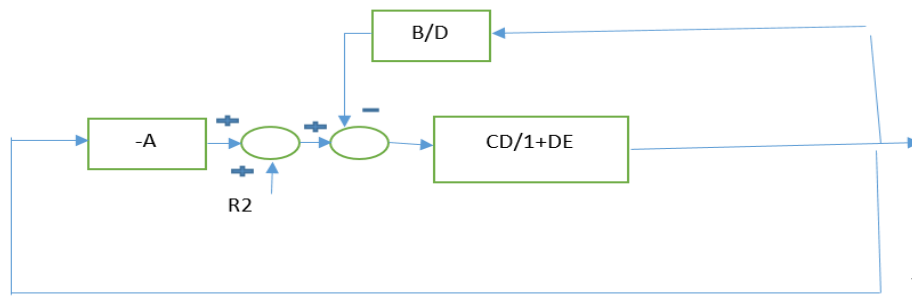 B/D
-A
+
+
+
−
CD/1+DE
R2